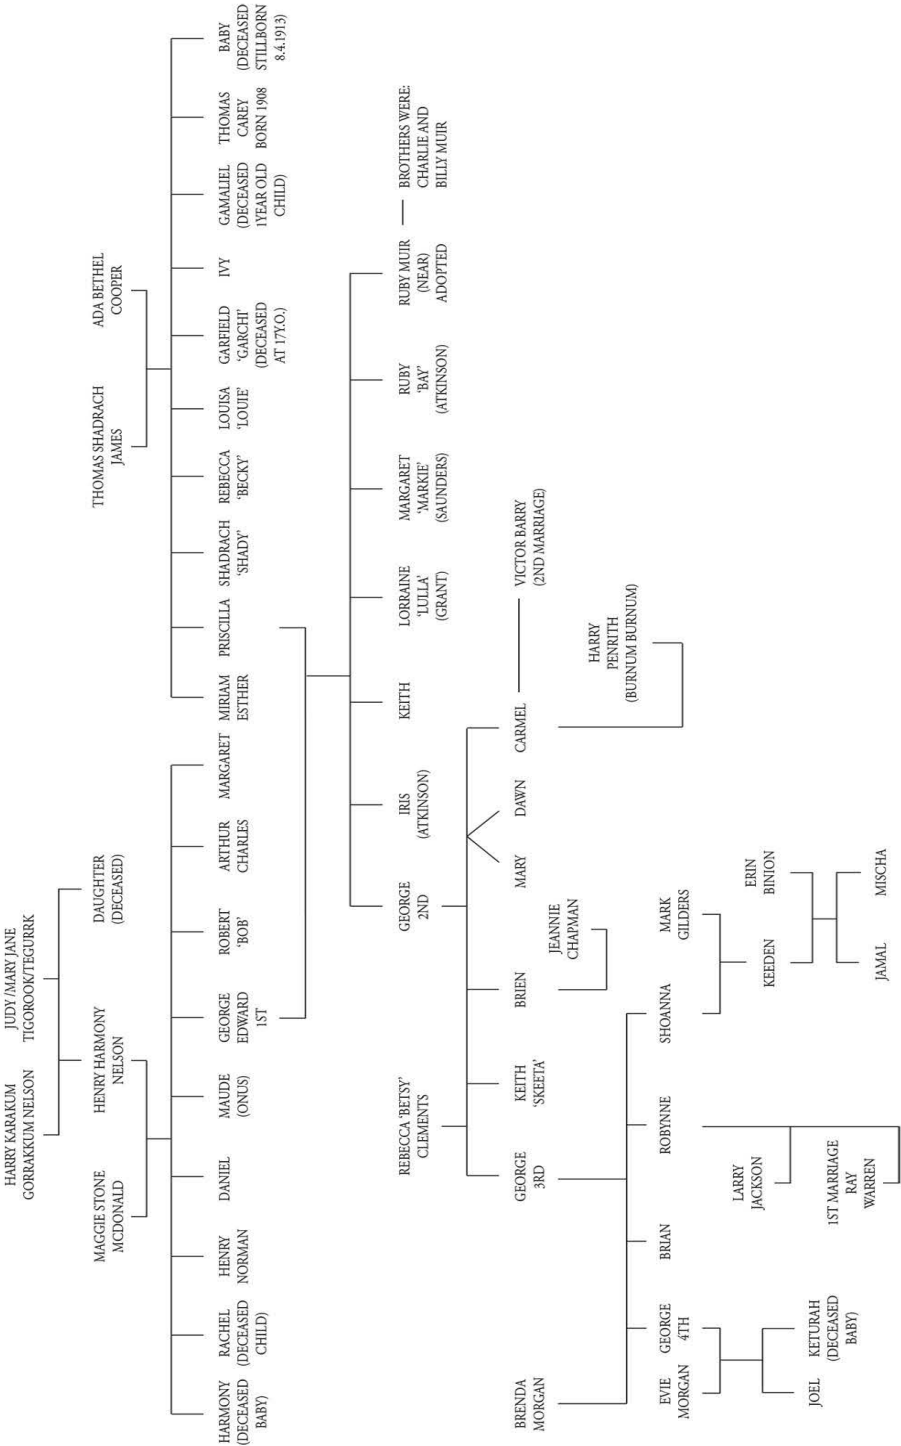 HARRY KARAKUM
GORRAKKUM NELSON
JUDY /MARY JANE
TIGOROOK/TEGURRK
MAGGIE STONE
MCDONALD
HENRY HARMONY
NELSON
DAUGHTER
(DECEASED)
THOMAS SHADRACH
JAMES
ADA BETHEL
COOPER
HARMONY
(DECEASED
BABY)
RACHEL
(DECEASED
CHILD)
HENRY
NORMAN
DANIEL
MAUDE
(ONUS)
GEORGE
EDWARD
1ST
ROBERT
‘BOB’
ARTHUR
CHARLES
MARGARET
MIRIAM
ESTHER
PRISCILLA
SHADRACH
‘SHADY’
REBECCA
‘BECKY’
LOUISA
‘LOUIE’
GARFIELD
‘GARCHI’
(DECEASED
AT 17Y.O.)
IVY
GAMALIEL
(DECEASED
1YEAR OLD
CHILD)
THOMAS
CAREY
BORN 1908
BABY
(DECEASED
STILLBORN
8.4.1913)
REBECCA ‘BETSY’
CLEMENTS
GEORGE
2ND
IRIS
(ATKINSON)
KEITH
LORRAINE
‘LULLA’
(GRANT)
MARGARET
‘MARKIE’
(SAUNDERS)
RUBY
‘BAY’
(ATKINSON)
RUBY MUIR
(NEAR)
ADOPTED
BROTHERS WERE:
CHARLIE AND
BILLY MUIR
BRENDA
MORGAN
GEORGE
3RD
KEITH
‘SKEETA’
BRIEN
JEANNIE
CHAPMAN
MARY
DAWN
CARMEL
VICTOR BARRY
(2ND MARRIAGE)
HARRY
PENRITH
(BURNUM BURNUM)
EVIE
MORGAN
GEORGE
4TH
BRIAN
ROBYNNE
SHOANNA
MARK
GILDERS
LARRY
JACKSON
KEEDEN
ERIN
BINION
JOEL
KETURAH
(DECEASED
BABY)
1ST MARRIAGE
RAY
WARREN
JAMAL
MISCHA